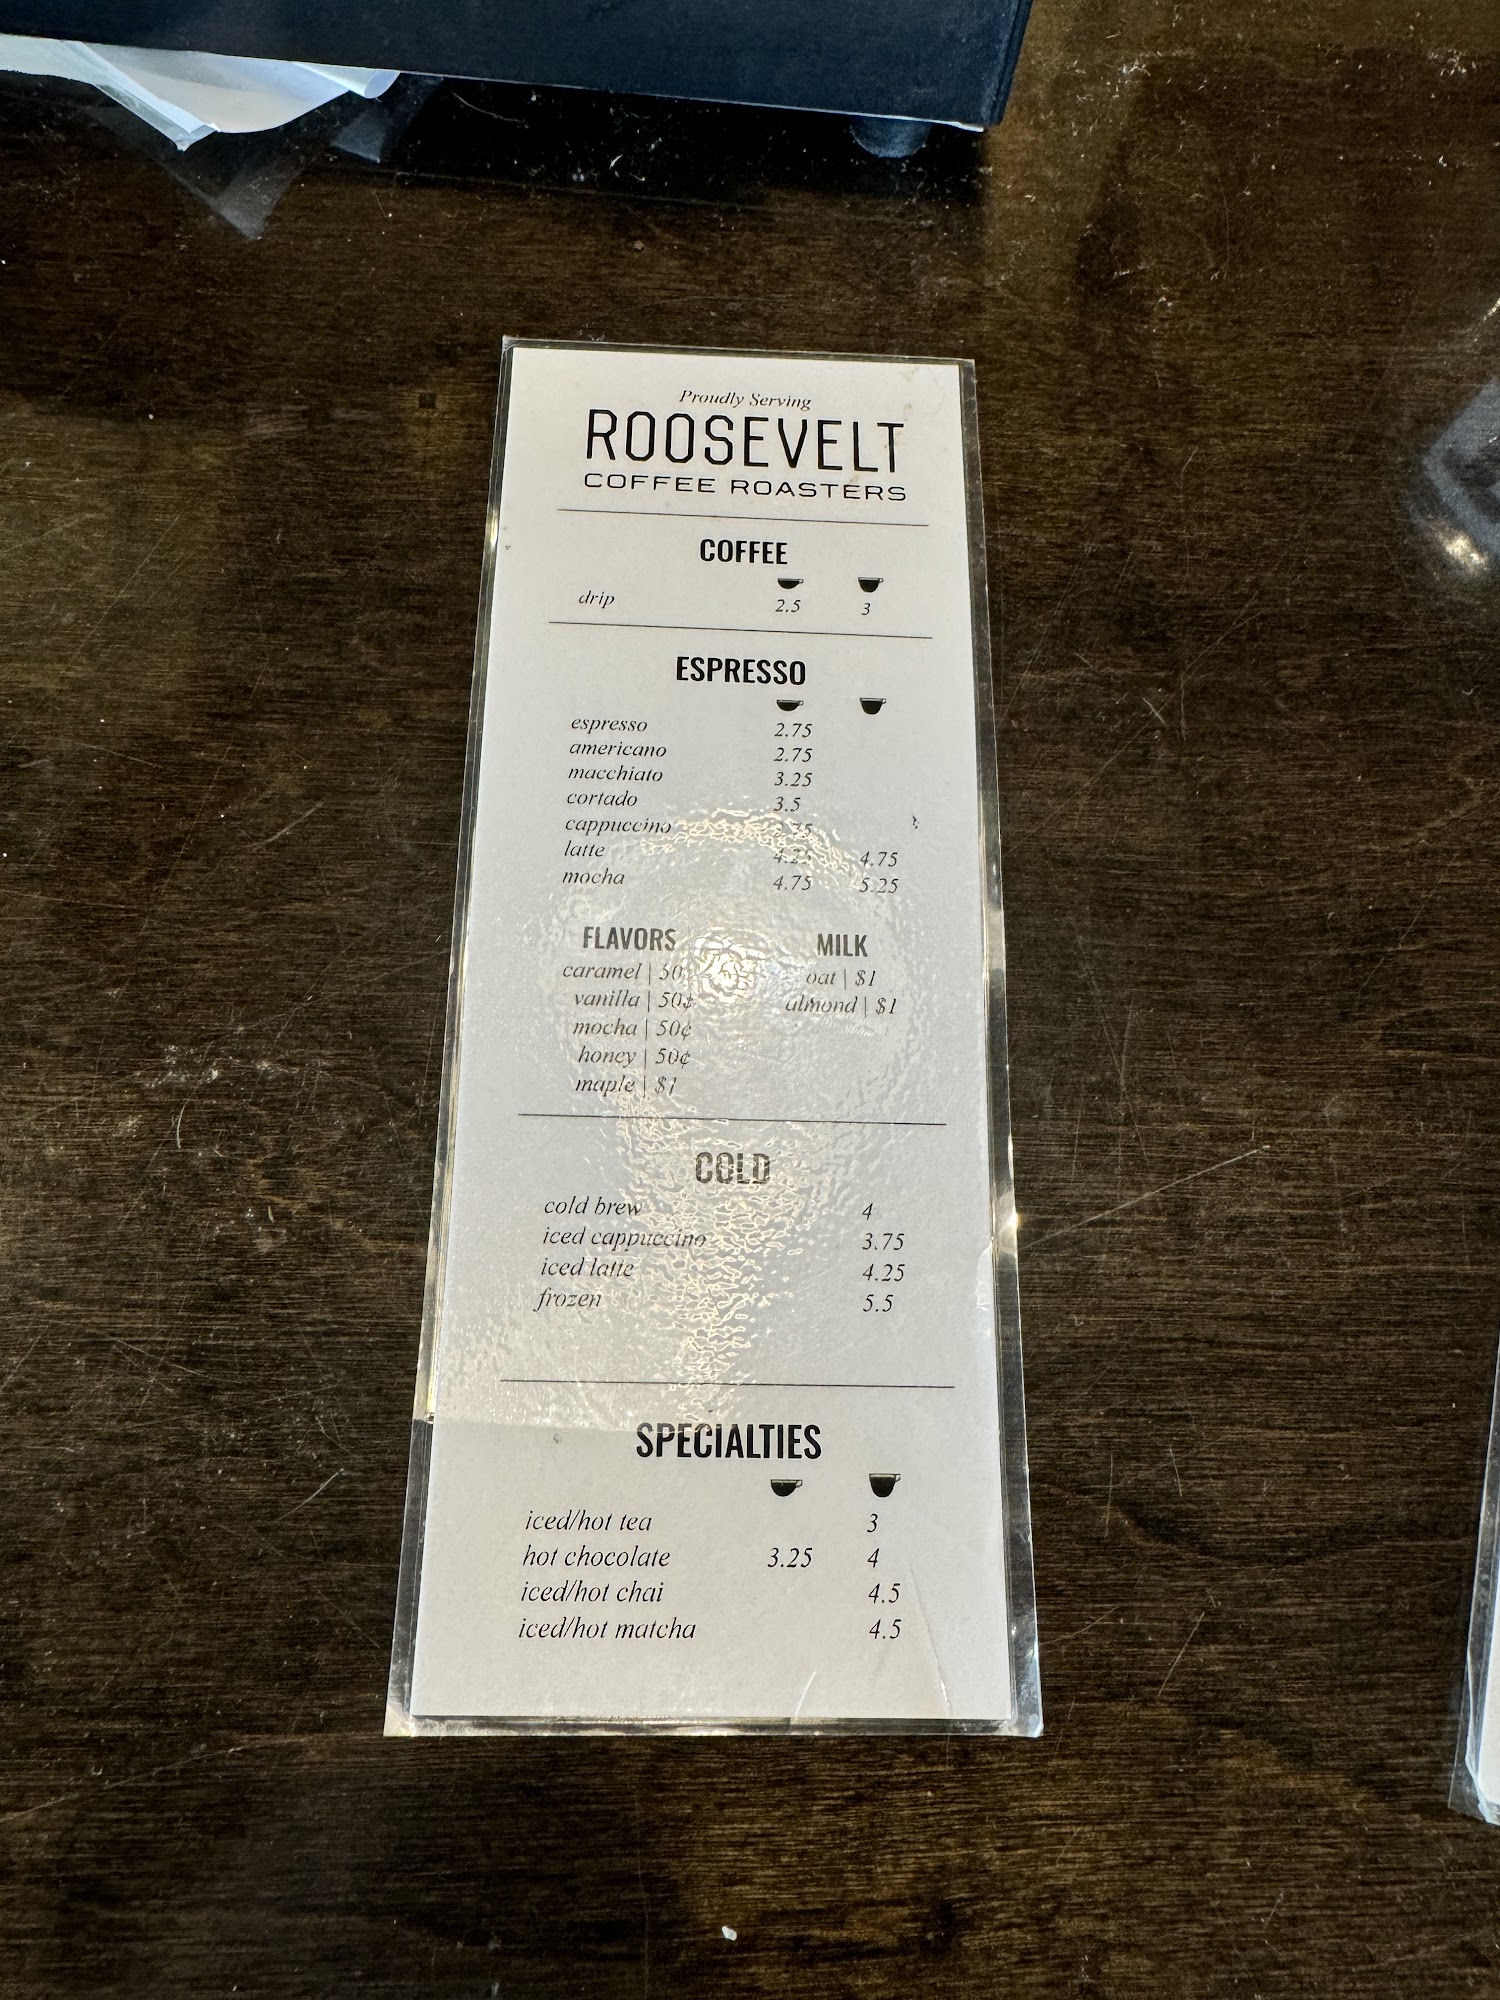 Proudly Serving
ROOSEVELT
COFFEE ROASTERS
COFFEE
drip 2.5 3
ESPRESSO
espresso 2.75
americano 2.75
macchiato 3.25
cortado 3.5
cappuccino
latte 4.25 4.75
mocha 4.75 5.25
FLAVORS MILK
caramel | 50¢ oat | $1
vanilla | 50¢ almond | $1
mocha | 50¢
honey | 50¢
maple | $1
COLD
cold brew 4
iced cappuccino 3.75
iced latte 4.25
frozen 5.5
SPECIALTIES
iced/hot tea 3
hot chocolate 3.25 4
iced/hot chai 4.5
iced/hot matcha 4.5